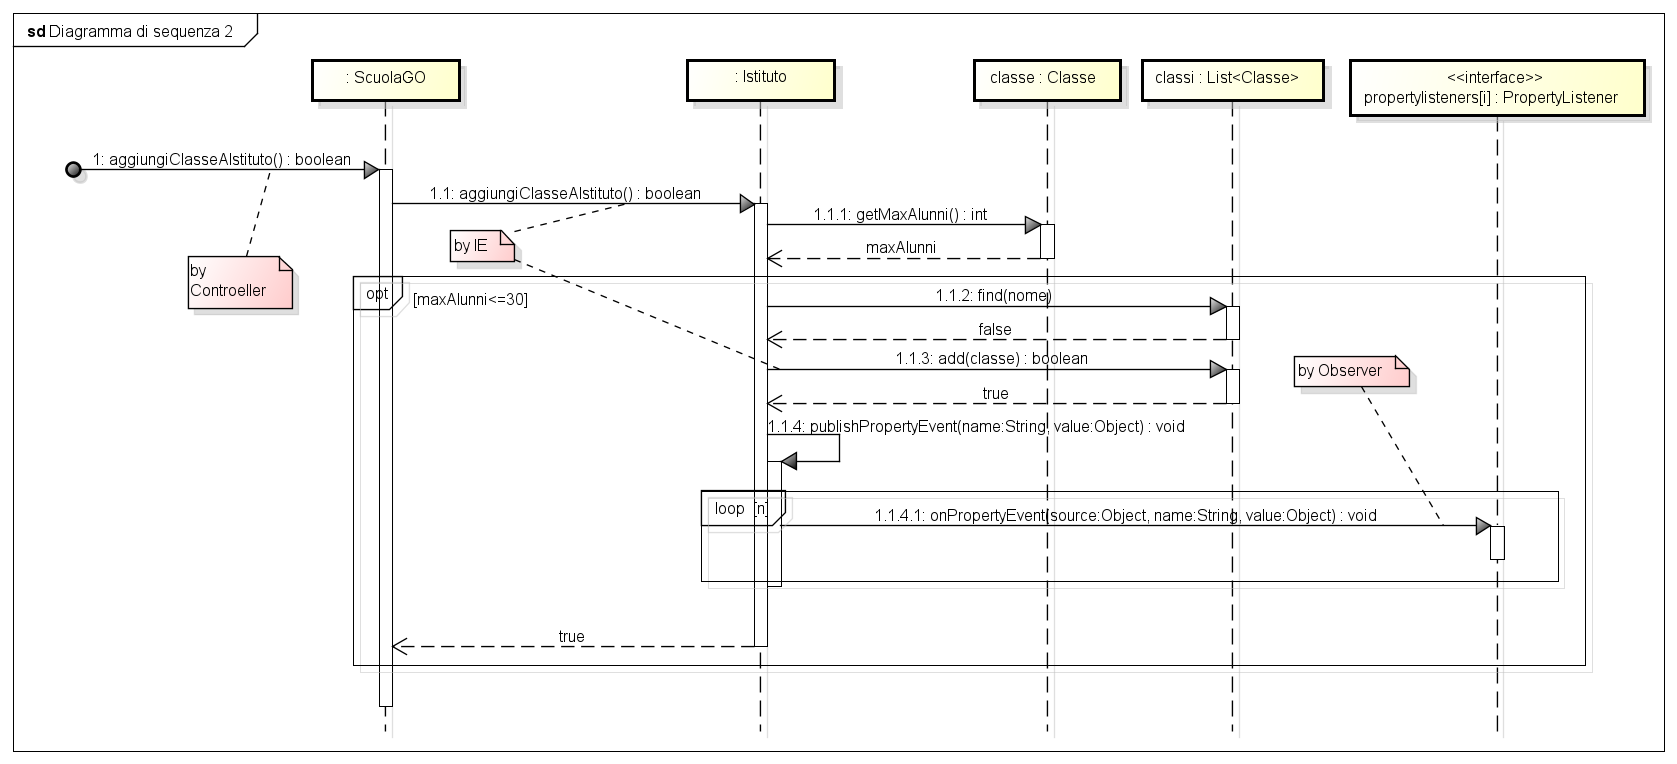 sd Diagramma di sequenza 2
: ScuolaGO
: Istituto
classe : Classe
classi : List<Classe>
<<interface>>
propertylisteners[i] : PropertyListener
1: aggiungiClasseAIstituto() : boolean
1.1: aggiungiClasseAIstituto() : boolean
1.1.1: getMaxAlunni() : int
by IE
maxAlunni
by
Controeller
opt
[maxAlunni<=30]
1.1.2: find(nome)
false
1.1.3: add(classe) : boolean
by Observer
true
1.1.4: publishPropertyEvent(name:String, value:Object) : void
loop [n]
1.1.4.1: onPropertyEvent(source:Object, name:String, value:Object) : void
true